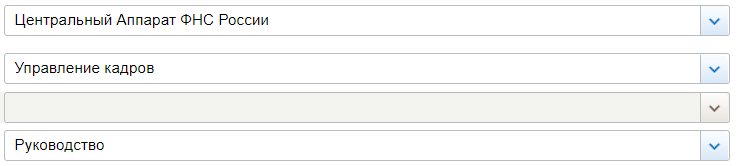 Центральный Аппарат ФНС России
Управление кадров
Руководство